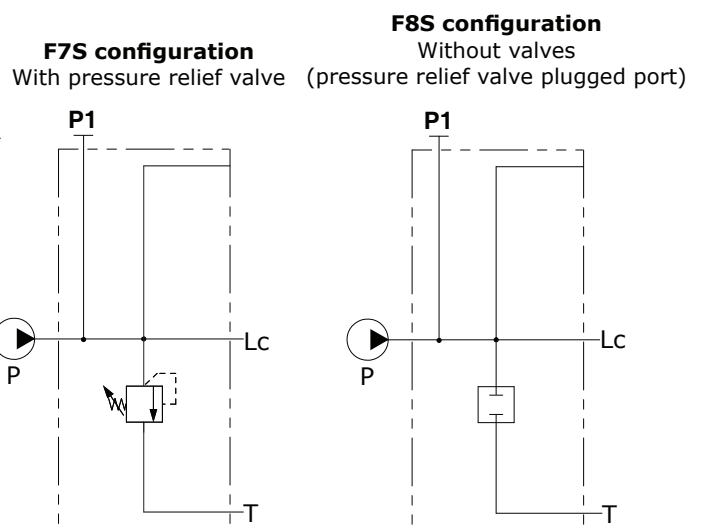 F7S configuration
With pressure relief valve
F8S configuration
Without valves
(pressure relief valve plugged port)
P1
P1
Lc
Lc
P
P
T
T